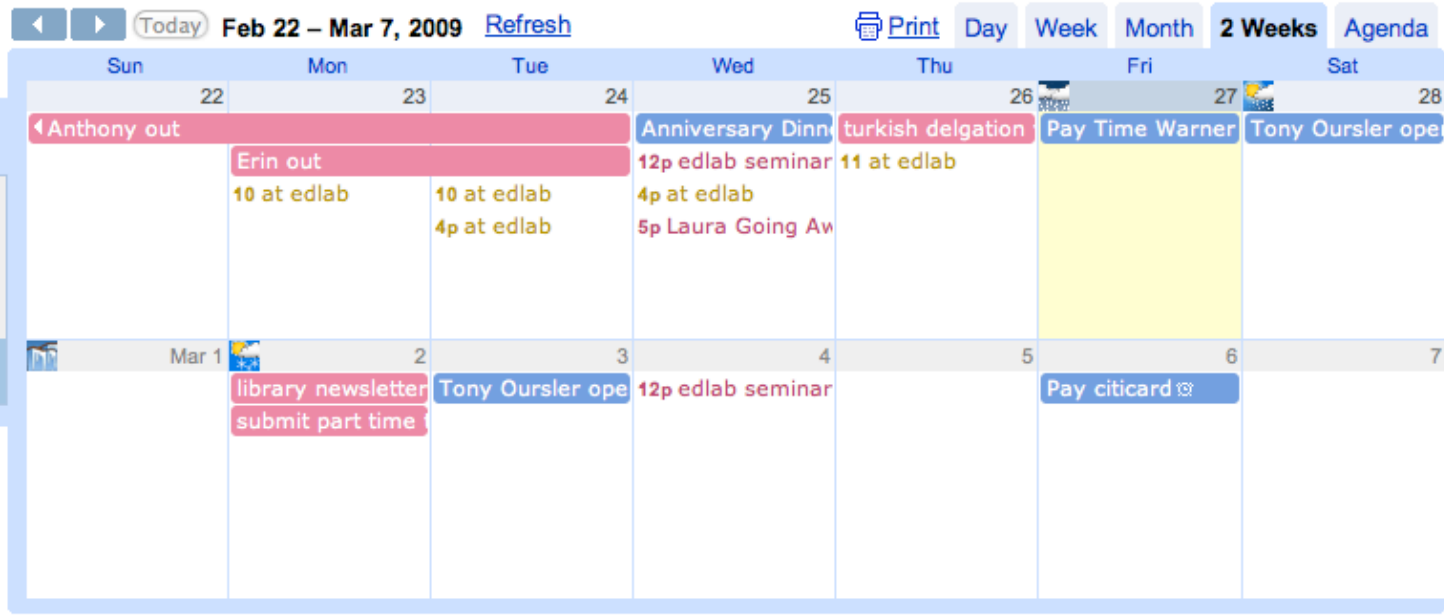 Today Feb 22 – Mar 7, 2009 Refresh Print Day Week Month 2 Weeks Agenda
Sun Mon Tue Wed Thu Fri Sat
22 23 24 25 26 27 28
Anthony out Anniversary Dinn turkish delgation Pay Time Warner Tony Oursler oper
Erin out 12p edlab seminar 11 at edlab
10 at edlab 10 at edlab 4p at edlab
4p at edlab 5p Laura Going Aw
Mar 1 2 3 4 5 6 7
library newsletter Tony Oursler ope 12p edlab seminar Pay citicard
submit part time